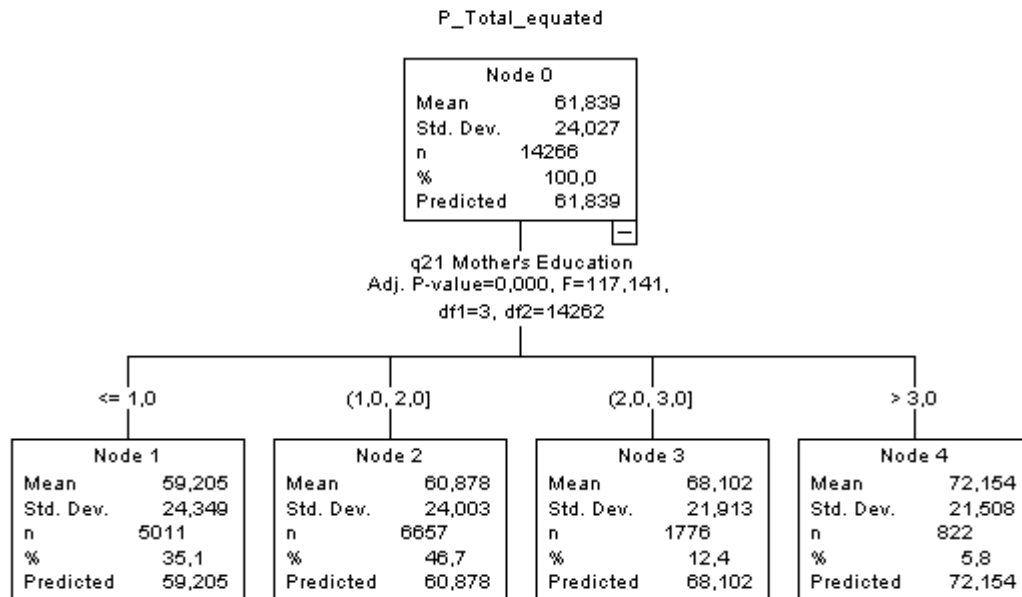 P_Total_equated
Node 0
Mean 61,839
Std. Dev. 24,027
n 14266
% 100,0
Predicted 61,839
q21 Mother's Education
Adj. P-value=0,000, F=117,141,
df1=3, df2=14262
<= 1,0
(1,0, 2,0]
(2,0, 3,0]
> 3,0
Node 1
Mean 59,205
Std. Dev. 24,349
n 5011
% 35,1
Predicted 59,205
Node 2
Mean 60,878
Std. Dev. 24,003
n 6657
% 46,7
Predicted 60,878
Node 3
Mean 68,102
Std. Dev. 21,913
n 1776
% 12,4
Predicted 68,102
Node 4
Mean 72,154
Std. Dev. 21,508
n 822
% 5,8
Predicted 72,154